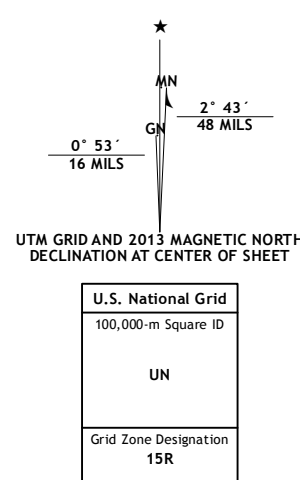 ★
MN
GN
2° 43´
48 MILS
0° 53´
16 MILS
UTM GRID AND 2013 MAGNETIC NORTH
DECLINATION AT CENTER OF SHEET
U.S. National Grid
100,000-m Square ID
UN
Grid Zone Designation
15R